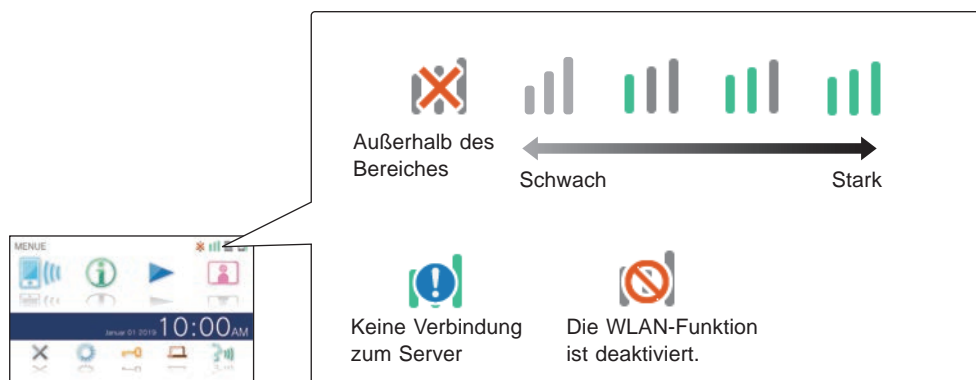 Außerhalb des
Bereiches
Schwach
Stark
MENUE
Januar 01 2019 10:00AM
Keine Verbindung
zum Server
Die WLAN-Funktion
ist deaktiviert.